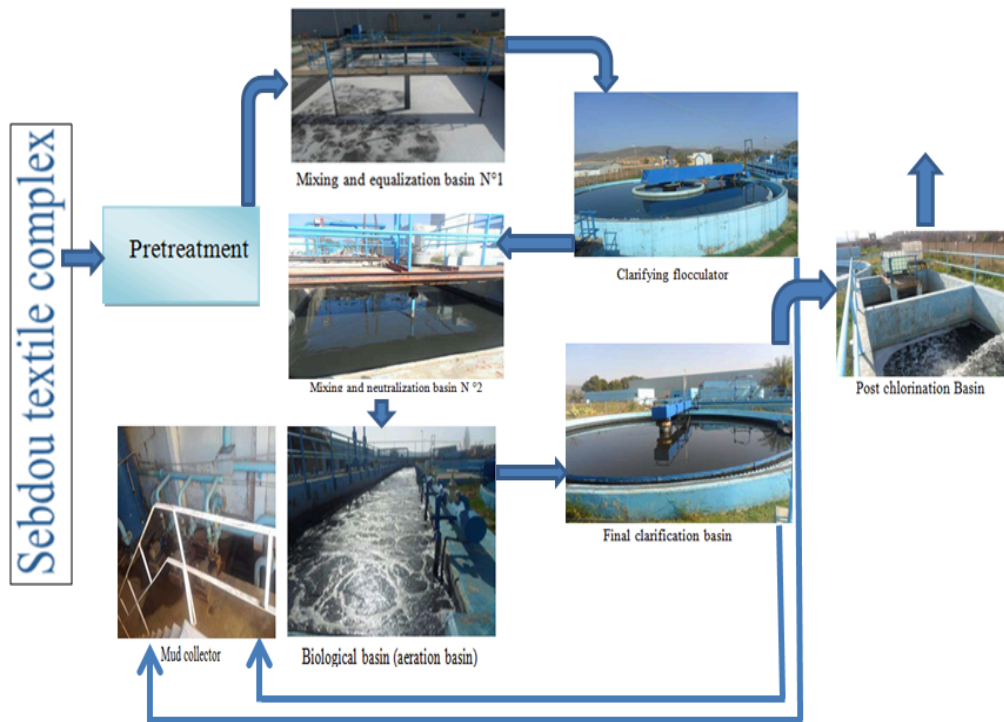 Sebdou textile complex
Pretreatment
Mixing and equalization basin N°1
Clarifying flocculator
Mixing and neutralization basin N °2
Post chlorination Basin
Final clarification basin
Mud collector
Biological basin (aeration basin)